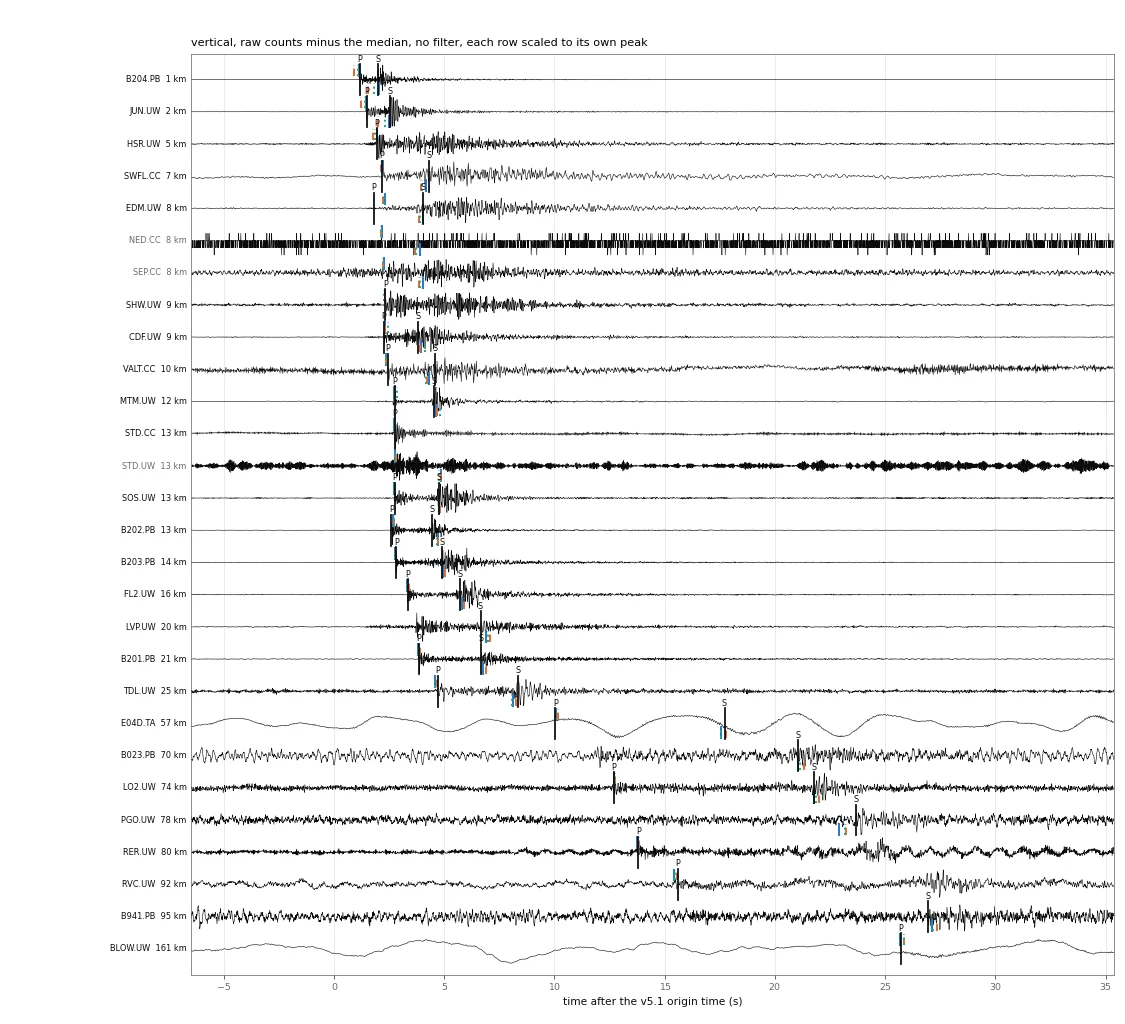 vertical, raw counts minus the median, no filter, each row scaled to its own peak
B204.PB 1 km P S
JUN.UW 2 km P S
HSR.UW 5 km P
SWFL.CC 7 km P S
EDM.UW 8 km P S
NED.CC 8 km
SEP.CC 8 km
SHW.UW 9 km P
CDF.UW 9 km P S
VALT.CC 10 km P S
MTM.UW 12 km P S
STD.CC 13 km P
STD.UW 13 km
SOS.UW 13 km P S
B202.PB 13 km P S
B203.PB 14 km P S
FL2.UW 16 km P S
LVP.UW 20 km S
B201.PB 21 km P S
TDL.UW 25 km P S
E04D.TA 57 km P S
B023.PB 70 km S
LO2.UW 74 km P S
PGO.UW 78 km S
RER.UW 80 km P
RVC.UW 92 km P
B941.PB 95 km S
BLOW.UW 161 km P
−5 0 5 10 15 20 25 30 35
time after the v5.1 origin time (s)